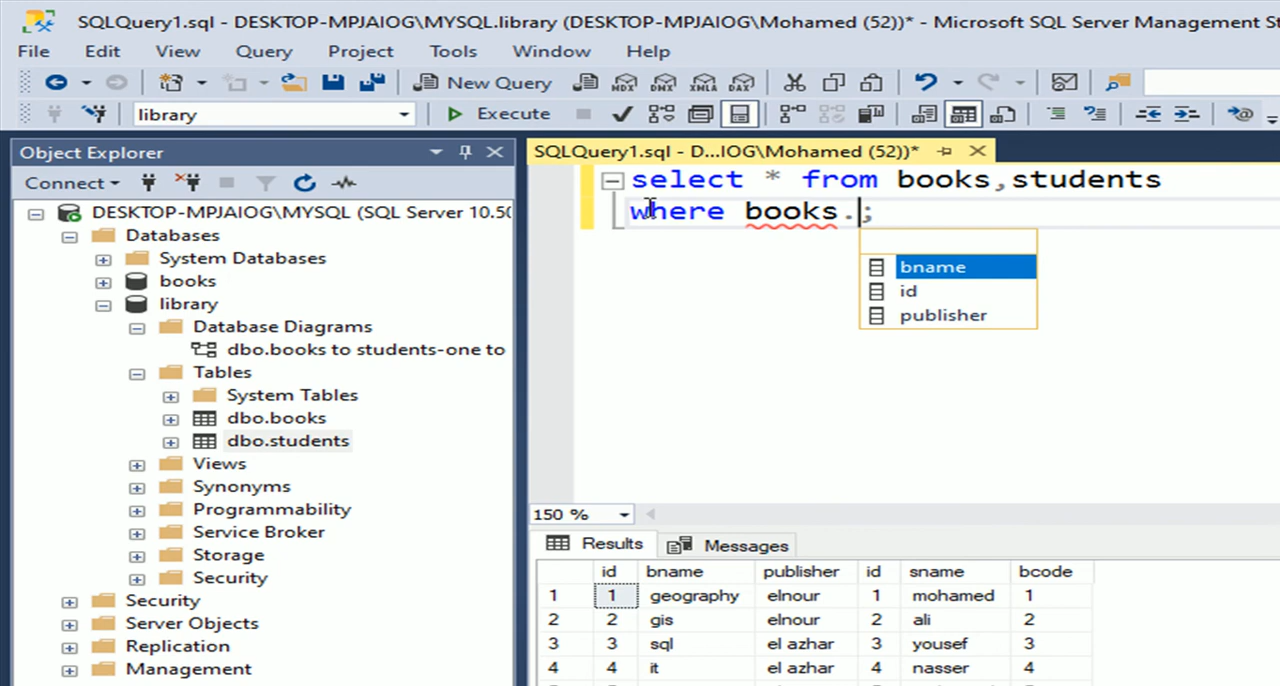 SQLQuery1.sql - DESKTOP-MPJAIOG\MYSQL.library (DESKTOP-MPJAIOG\Mohamed (52))* - Microsoft SQL Server Management St
File Edit View Query Project Tools Window Help
New Query MDX DMX XMLA DAX
library Execute
Object Explorer
SQLQuery1.sql - D...IOG\Mohamed (52))*
Connect
select * from books,students
where books.;
bname
id
publisher
DESKTOP-MPJAIOG\MYSQL (SQL Server 10.50
Databases
System Databases
books
library
Database Diagrams
dbo.books to students-one to
Tables
System Tables
dbo.books
dbo.students
Views
Synonyms
Programmability
Service Broker
Storage
Security
Security
Server Objects
Replication
Management
150 %
Results Messages
id bname publisher id sname bcode
1 1 geography elnour 1 mohamed 1
2 2 gis elnour 2 ali 2
3 3 sql el azhar 3 yousef 3
4 4 it el azhar 4 nasser 4